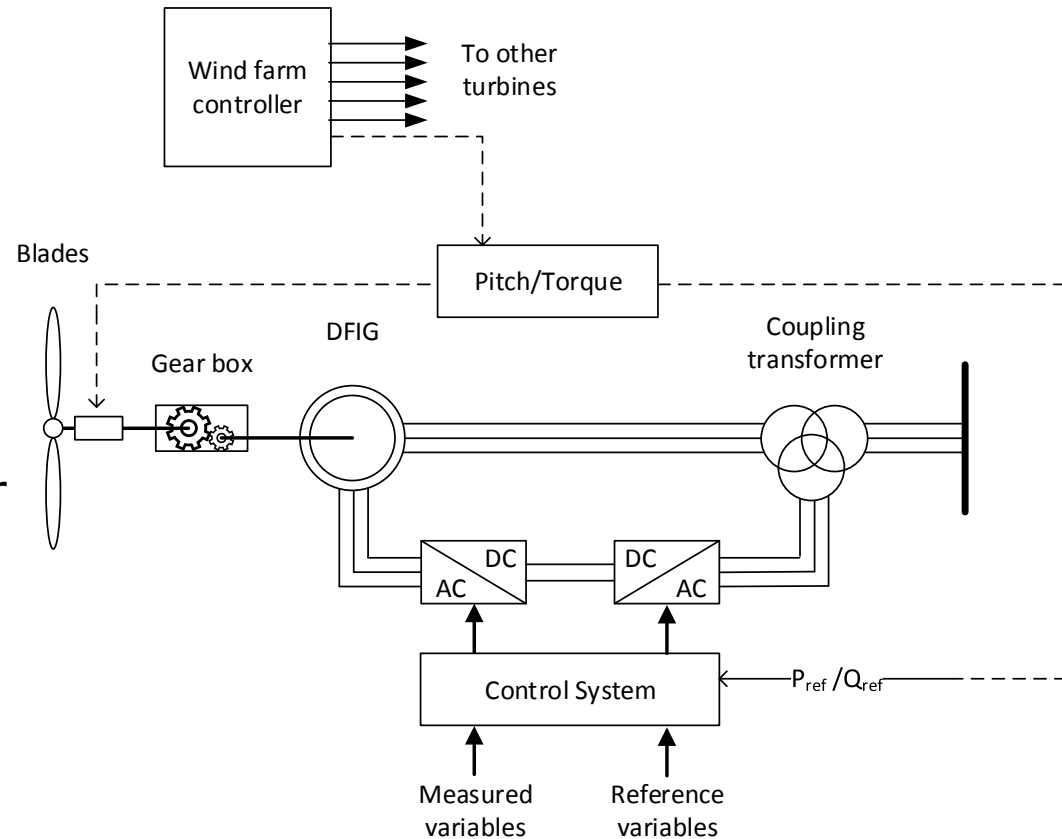 Wind farm
controller
To other
turbines
Blades
Pitch/Torque
DFIG
Coupling
transformer
Gear box
DC
AC
DC
AC
Control System
Pref /Qref
Measured
variables
Reference
variables